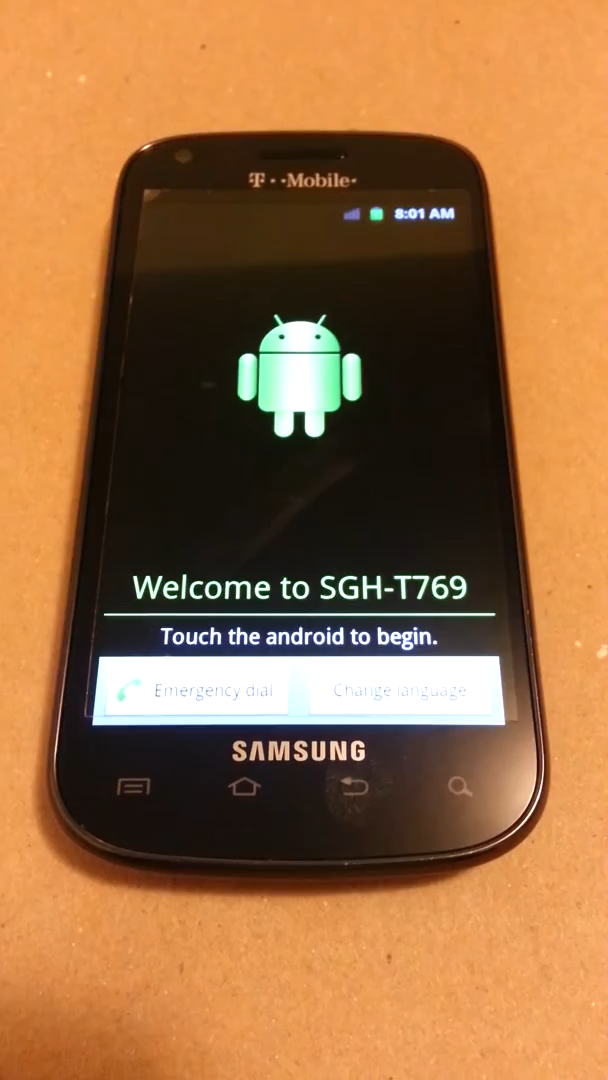 T··Mobile·
8:01 AM
Welcome to SGH-T769
Touch the android to begin.
Emergency dial
Change language
SAMSUNG